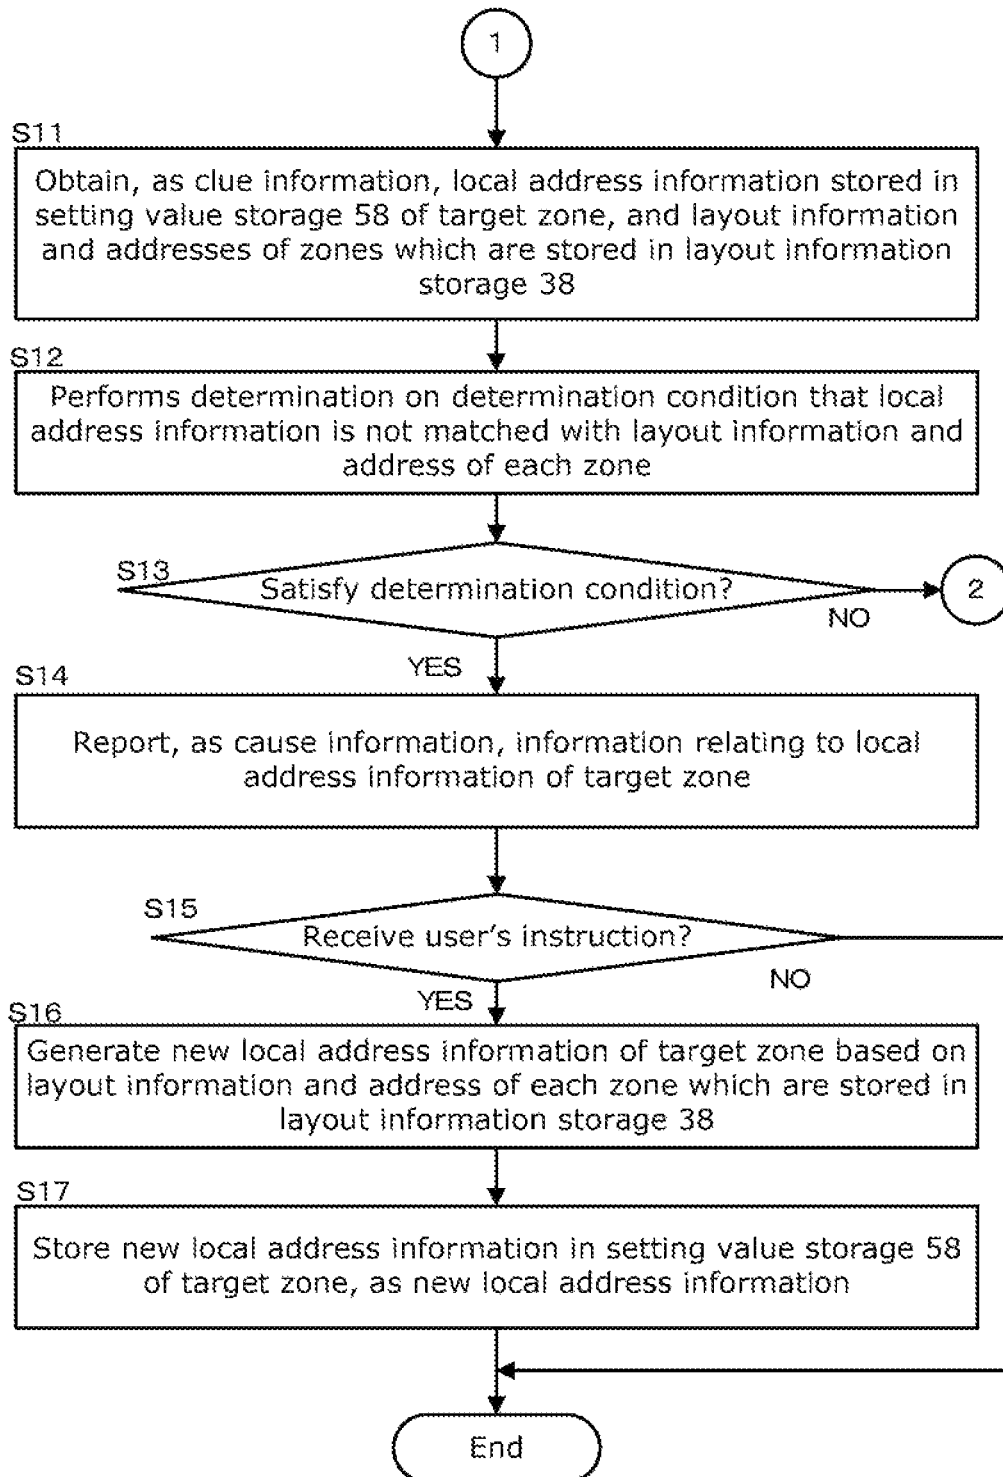 1
S11
Obtain, as clue information, local address information stored in
setting value storage 58 of target zone, and layout information
and addresses of zones which are stored in layout information
storage 38
S12
Performs determination on determination condition that local
address information is not matched with layout information and
address of each zone
S13
Satisfy determination condition?
2
NO
YES
S14
Report, as cause information, information relating to local
address information of target zone
S15
Receive user's instruction?
NO
YES
S16
Generate new local address information of target zone based on
layout information and address of each zone which are stored in
layout information storage 38
S17
Store new local address information in setting value storage 58
of target zone, as new local address information
End